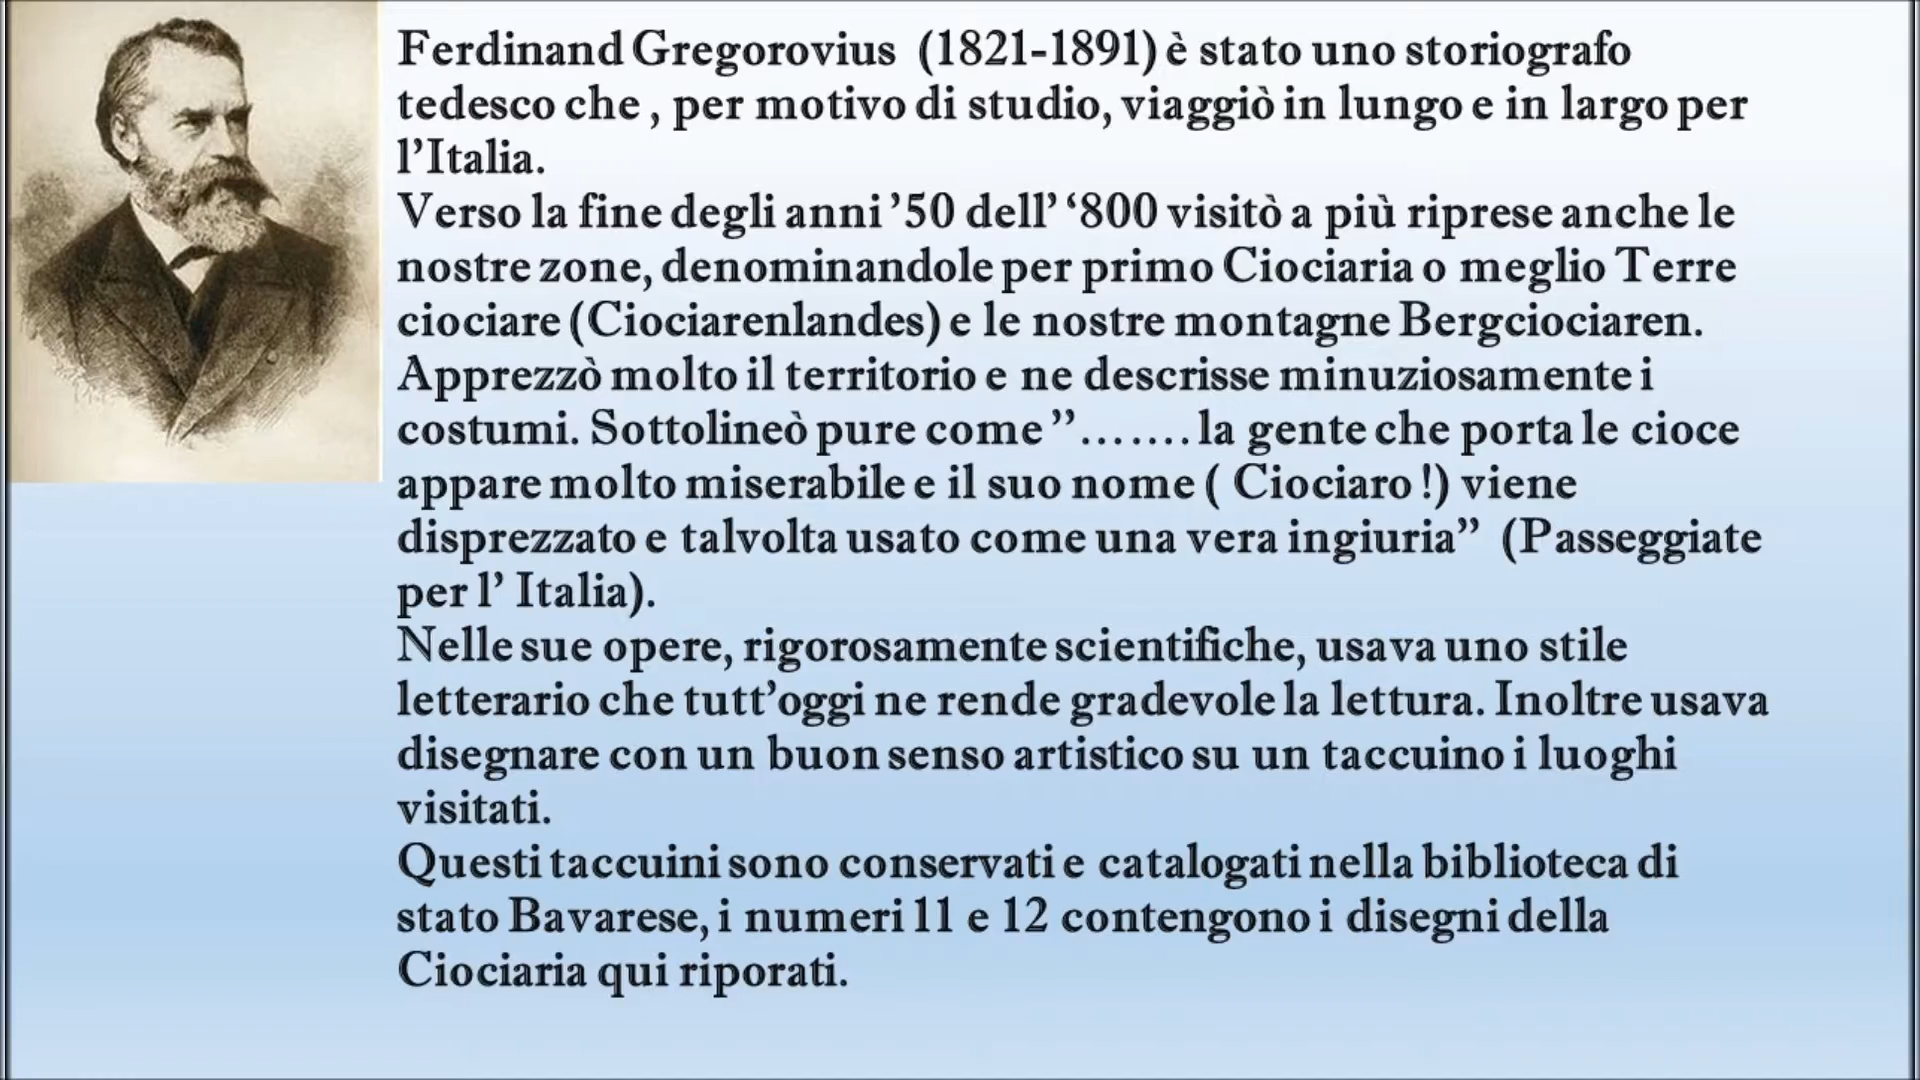 Ferdinand Gregorovius (1821-1891) è stato uno storiografo
tedesco che , per motivo di studio, viaggiò in lungo e in largo per
l’Italia.
Verso la fine degli anni ’50 dell’ ‘800 visitò a più riprese anche le
nostre zone, denominandole per primo Ciociaria o meglio Terre
ciociare (Ciociarenlandes) e le nostre montagne Bergciociaren.
Apprezzò molto il territorio e ne descrisse minuziosamente i
costumi. Sottolineò pure come ”....... la gente che porta le cioce
appare molto miserabile e il suo nome ( Ciociaro !) viene
disprezzato e talvolta usato come una vera ingiuria” (Passeggiate
per l’ Italia).
Nelle sue opere, rigorosamente scientifiche, usava uno stile
letterario che tutt’oggi ne rende gradevole la lettura. Inoltre usava
disegnare con un buon senso artistico su un taccuino i luoghi
visitati.
Questi taccuini sono conservati e catalogati nella biblioteca di
stato Bavarese, i numeri 11 e 12 contengono i disegni della
Ciociaria qui riporati.